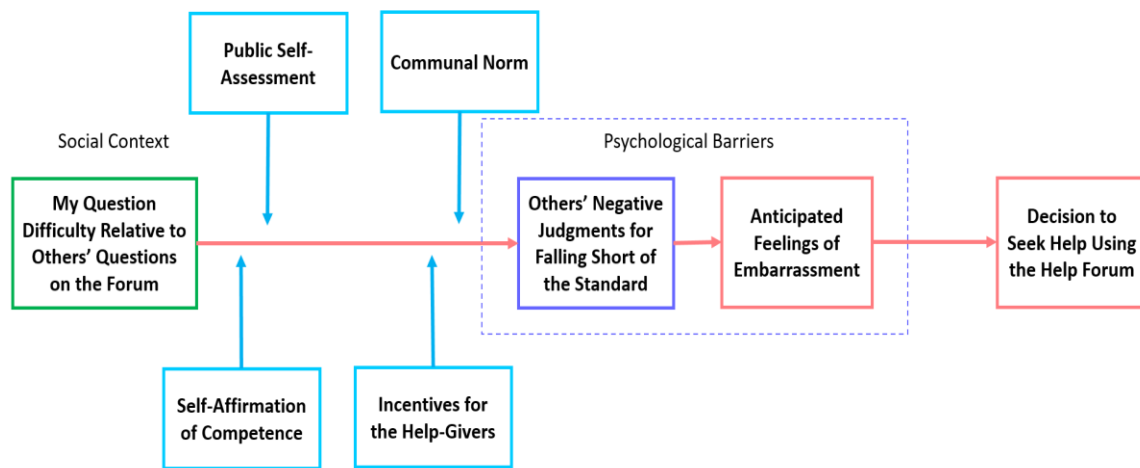 Public Self-
Assessment
Communal Norm
Social Context
Psychological Barriers
My Question
Difficulty Relative to
Others’ Questions
on the Forum
Others’ Negative
Judgments for
Falling Short of
the Standard
Anticipated
Feelings of
Embarrassment
Decision to
Seek Help Using
the Help Forum
Self-Affirmation
of Competence
Incentives for
the Help-Givers